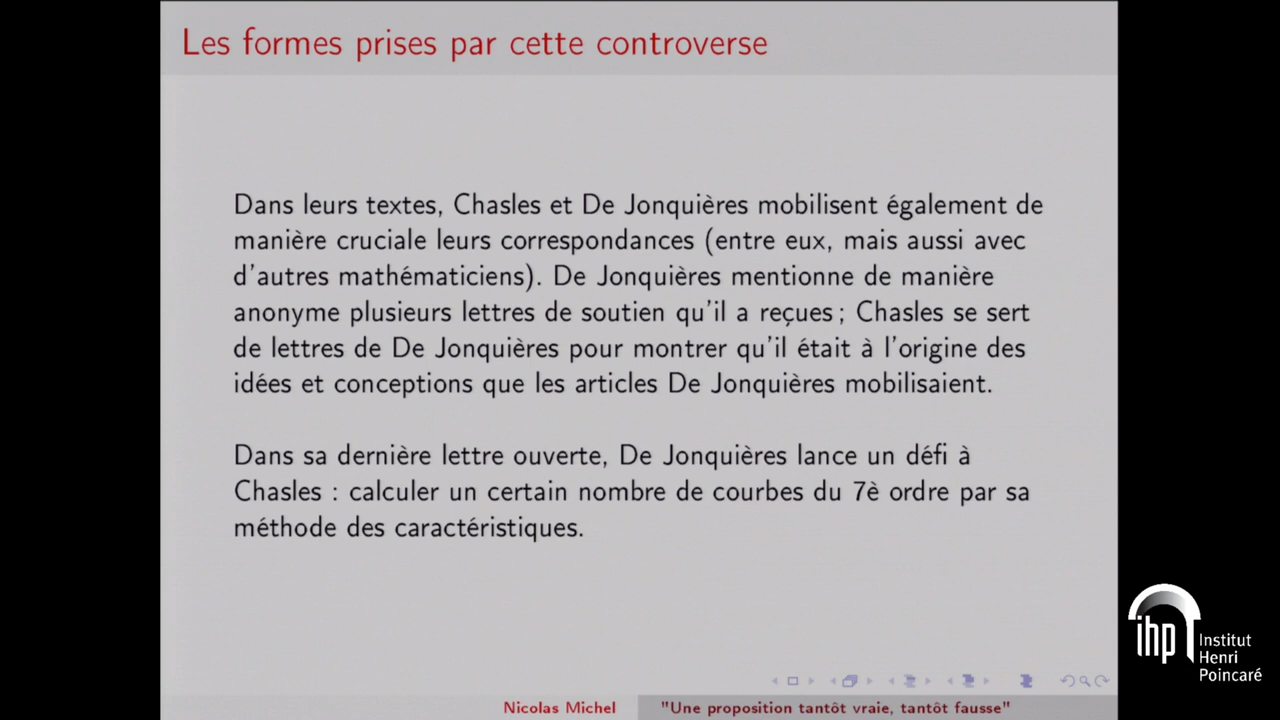 Les formes prises par cette controverse
Dans leurs textes, Chasles et De Jonquières mobilisent également de
manière cruciale leurs correspondances (entre eux, mais aussi avec
d'autres mathématiciens). De Jonquières mentionne de manière
anonyme plusieurs lettres de soutien qu'il a reçues ; Chasles se sert
de lettres de De Jonquières pour montrer qu'il était à l'origine des
idées et conceptions que les articles De Jonquières mobilisaient.
Dans sa dernière lettre ouverte, De Jonquières lance un défi à
Chasles : calculer un certain nombre de courbes du 7è ordre par sa
méthode des caractéristiques.
Nicolas Michel
"Une proposition tantôt vraie, tantôt fausse"
ihp
Institut
Henri
Poincaré